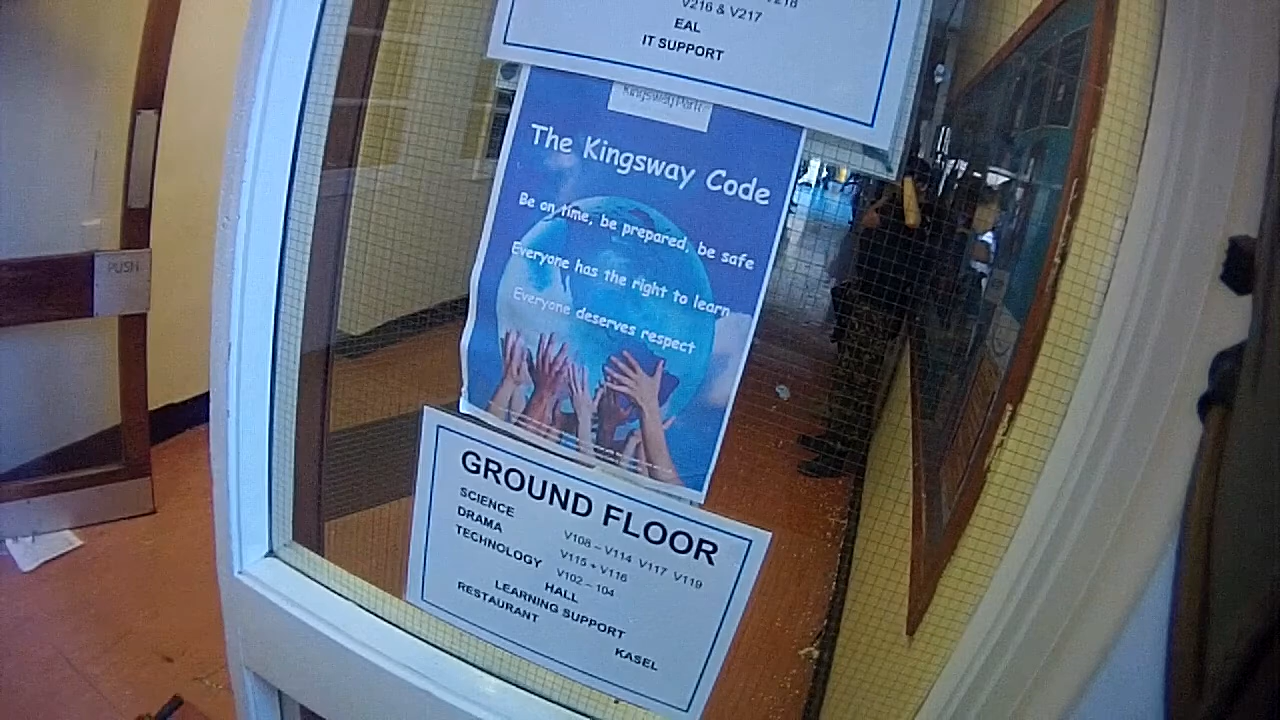 V216 & V217
EAL
IT SUPPORT
Kingsway Park
The Kingsway Code
Be on time, be prepared, be safe
Everyone has the right to learn
Everyone deserves respect
PUSH
GROUND FLOOR
SCIENCE V108 – V114 V117 V119
DRAMA V115 + V116
TECHNOLOGY V102 – 104
HALL
LEARNING SUPPORT
RESTAURANT
KASEL